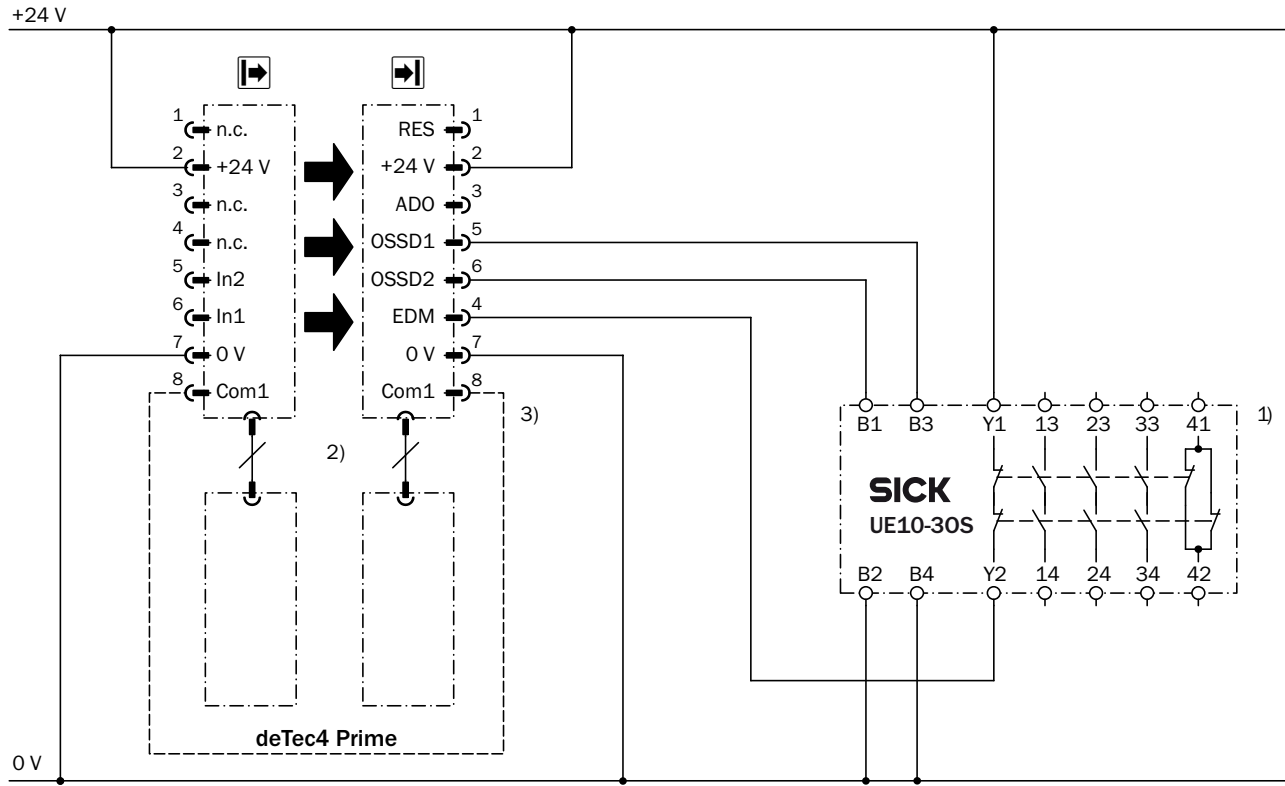 +24 V
1 n.c.
2 +24 V
3 n.c.
4 n.c.
5 In2
6 In1
7 0 V
8 Com1
RES 1
+24 V 2
ADO 3
OSSD1 5
OSSD2 6
EDM 4
0 V 7
Com1 8
2)
3)
deTec4 Prime
1)
B1 B3 Y1 13 23 33 41
SICK
UE10-30S
B2 B4 Y2 14 24 34 42
0 V